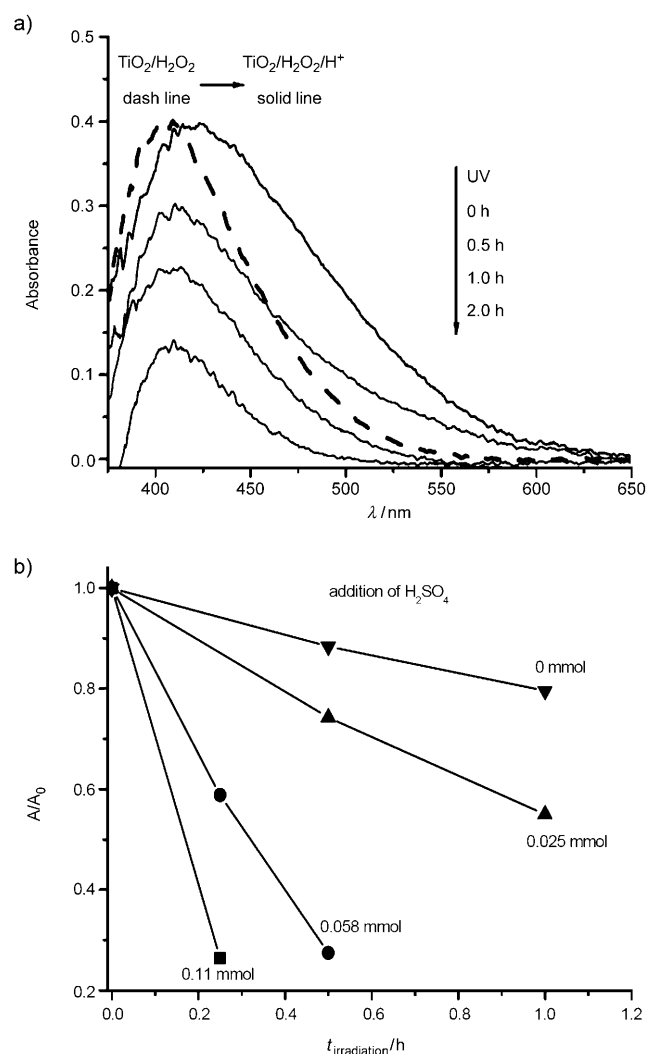 a)
0.5
TiO₂/H₂O₂ TiO₂/H₂O₂/H⁺
dash line solid line
0.4
UV
0 h
0.3
0.5 h
1.0 h
0.2
2.0 h
0.1
0.0
Absorbance
400 450 500 550 600 650
λ/nm
b)
addition of H₂SO₄
1.0
0 mmol
0.8
0.6
0.025 mmol
0.4
0.058 mmol
0.11 mmol
0.2
A/A₀
0.0 0.2 0.4 0.6 0.8 1.0 1.2
t irradiation/h